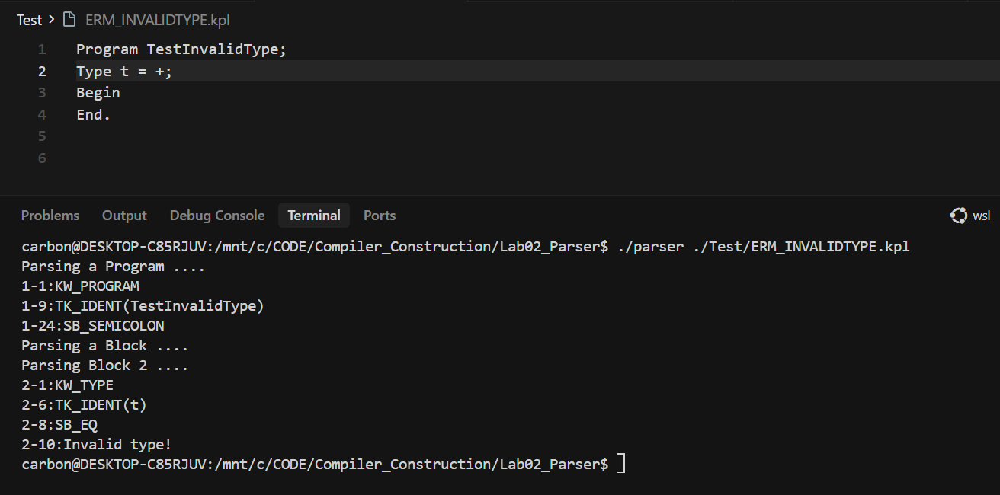 Test > ERM_INVALIDTYPE.kpl
1 Program TestInvalidType;
2 Type t = +;
3 Begin
4 End.
5
6
Problems Output Debug Console Terminal Ports wsl
carbon@DESKTOP-C85RJUV:/mnt/c/CODE/Compiler_Construction/Lab02_Parser$ ./parser ./Test/ERM_INVALIDTYPE.kpl
Parsing a Program ....
1-1:KW_PROGRAM
1-9:TK_IDENT(TestInvalidType)
1-24:SB_SEMICOLON
Parsing a Block ....
Parsing Block 2 ....
2-1:KW_TYPE
2-6:TK_IDENT(t)
2-8:SB_EQ
2-10:Invalid type!
carbon@DESKTOP-C85RJUV:/mnt/c/CODE/Compiler_Construction/Lab02_Parser$